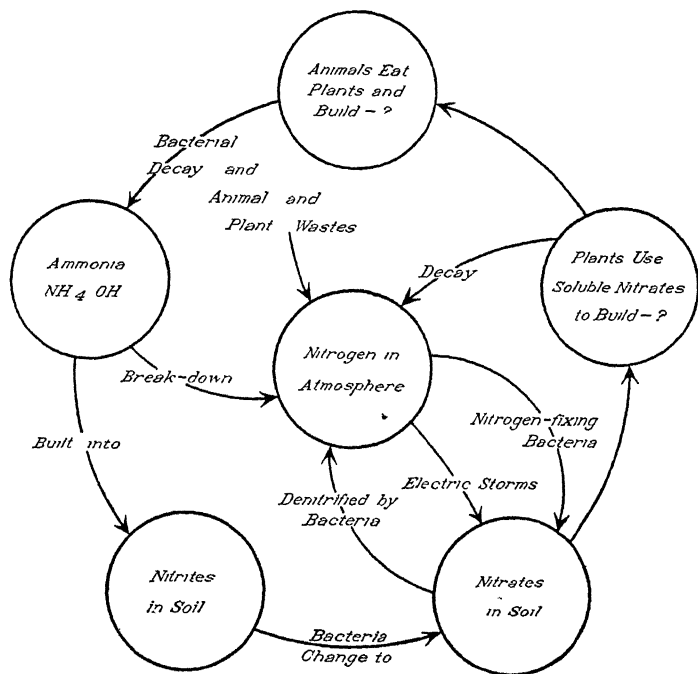 Animals Eat
Plants and
Build-?
Bacterial
Decay and
Animal and
Plant Wastes
Ammonia
NH4 OH
Decay
Plants Use
Soluble Nitrates
to Build-?
Nitrogen in
Atmosphere
Break-down
Nitrogen-fixing
Bacteria
Built into
Electric Storms
Denitrified by
Bacteria
Nitrites
in Soil
Nitrates
in Soil
Bacteria
Change to